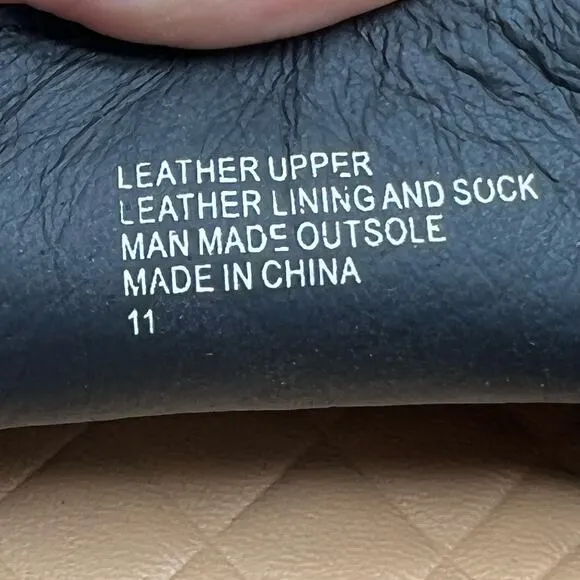 LEATHER UPPER
LEATHER LINING AND SOCK
MAN MADE OUTSOLE
MADE IN CHINA
11